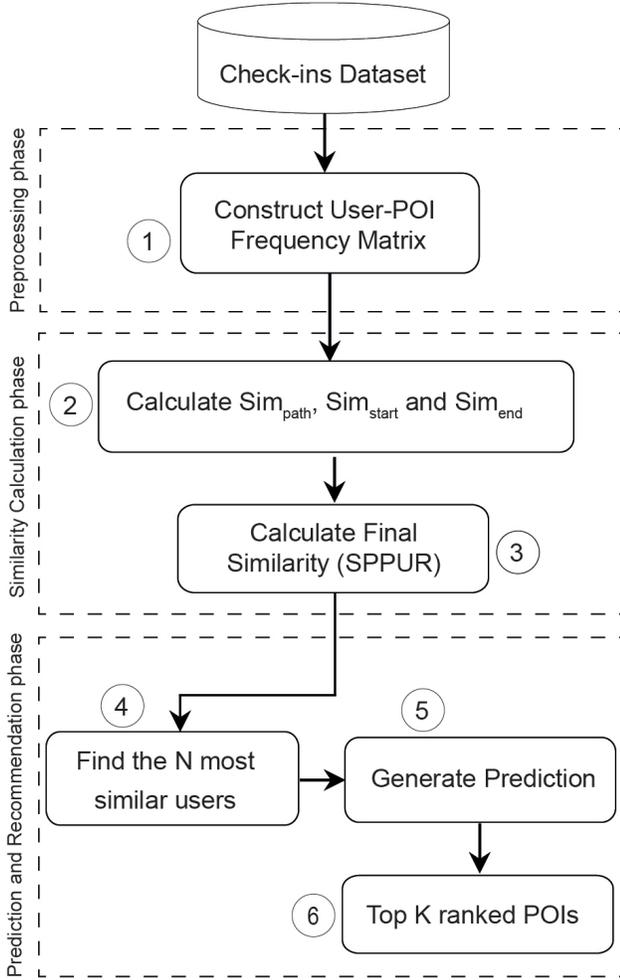 Check-ins Dataset
Preprocessing phase
1
Construct User-POI
Frequency Matrix
Similarity Calculation phase
2
Calculate Simpath, Simstart and Simend
Calculate Final
Similarity (SPPUR)
3
Prediction and Recommendation phase
4
Find the N most
similar users
5
Generate Prediction
6
Top K ranked POIs